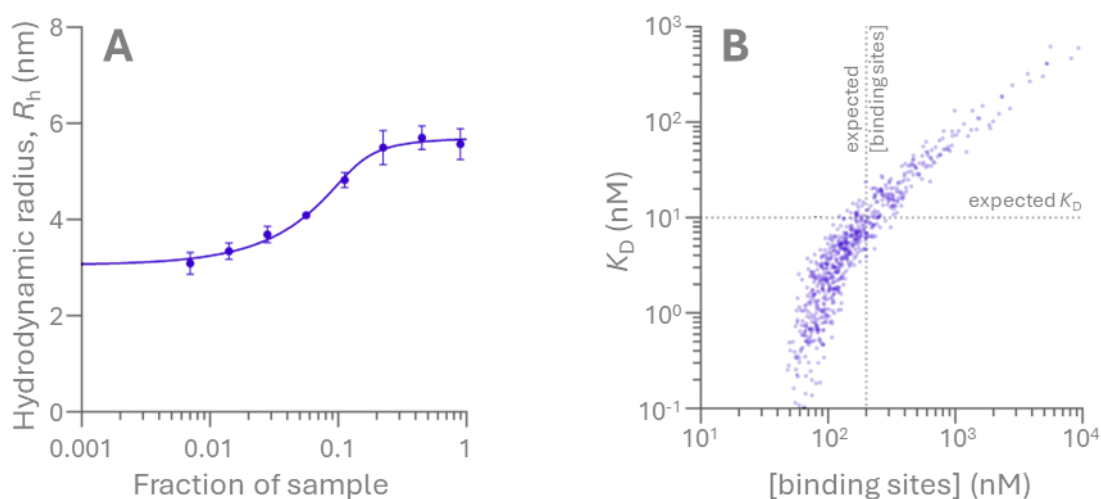 A
Hydrodynamic radius, Rh (nm)
8
6
4
2
0
0.001
0.01
0.1
1
Fraction of sample
B
KD (nM)
10³
10²
10¹
10⁰
10⁻¹
expected
[binding sites]
expected KD
10¹
10²
10³
10⁴
[binding sites] (nM)